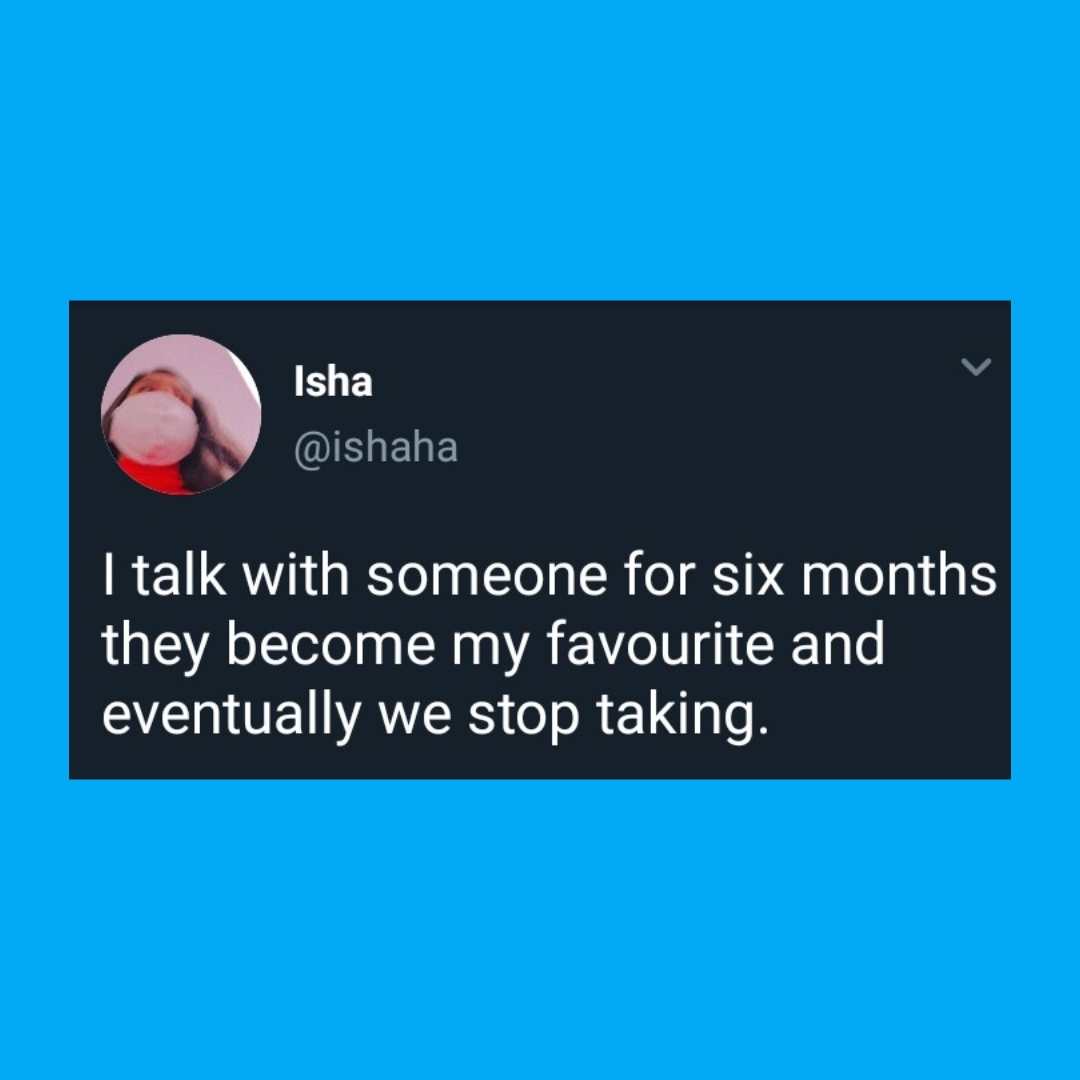 Isha
@ishaha
I talk with someone for six months
they become my favourite and
eventually we stop taking.